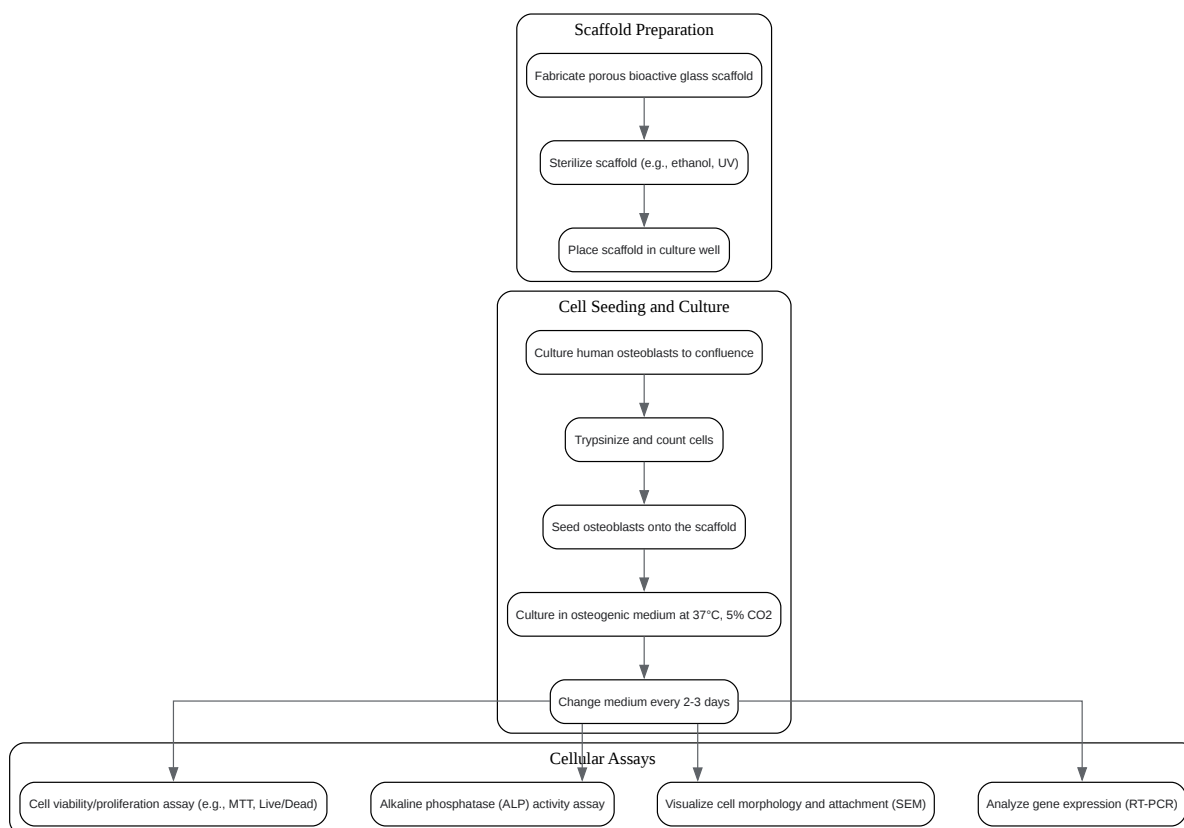 Scaffold Preparation
Fabricate porous bioactive glass scaffold
Sterilize scaffold (e.g., ethanol, UV)
Place scaffold in culture well
Cell Seeding and Culture
Culture human osteoblasts to confluence
Trypsinize and count cells
Seed osteoblasts onto the scaffold
Culture in osteogenic medium at 37°C, 5% CO2
Change medium every 2-3 days
Cellular Assays
Cell viability/proliferation assay (e.g., MTT, Live/Dead)
Alkaline phosphatase (ALP) activity assay
Visualize cell morphology and attachment (SEM)
Analyze gene expression (RT-PCR)